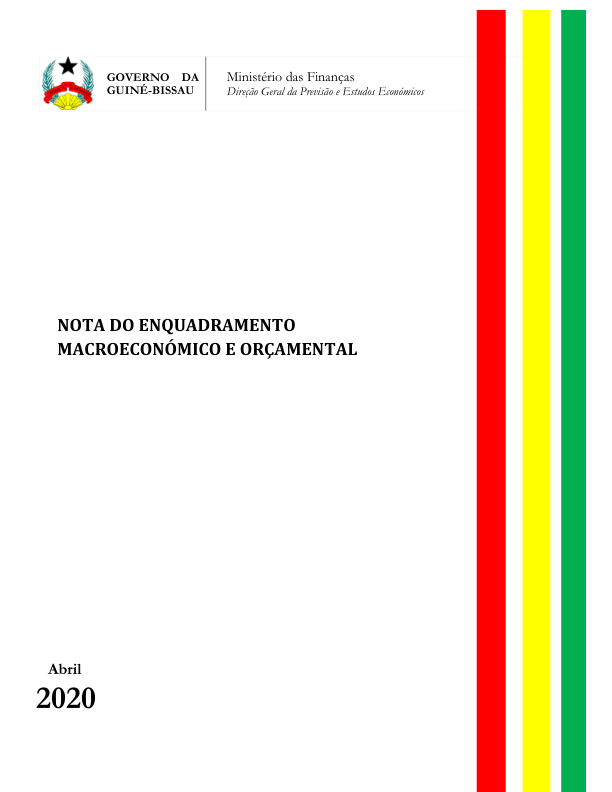 GOVERNO DA
GUINÉ-BISSAU
Ministério das Finanças
Direção Geral da Previsão e Estudos Económicos
NOTA DO ENQUADRAMENTO
MACROECONÓMICO E ORÇAMENTAL
Abril
2020